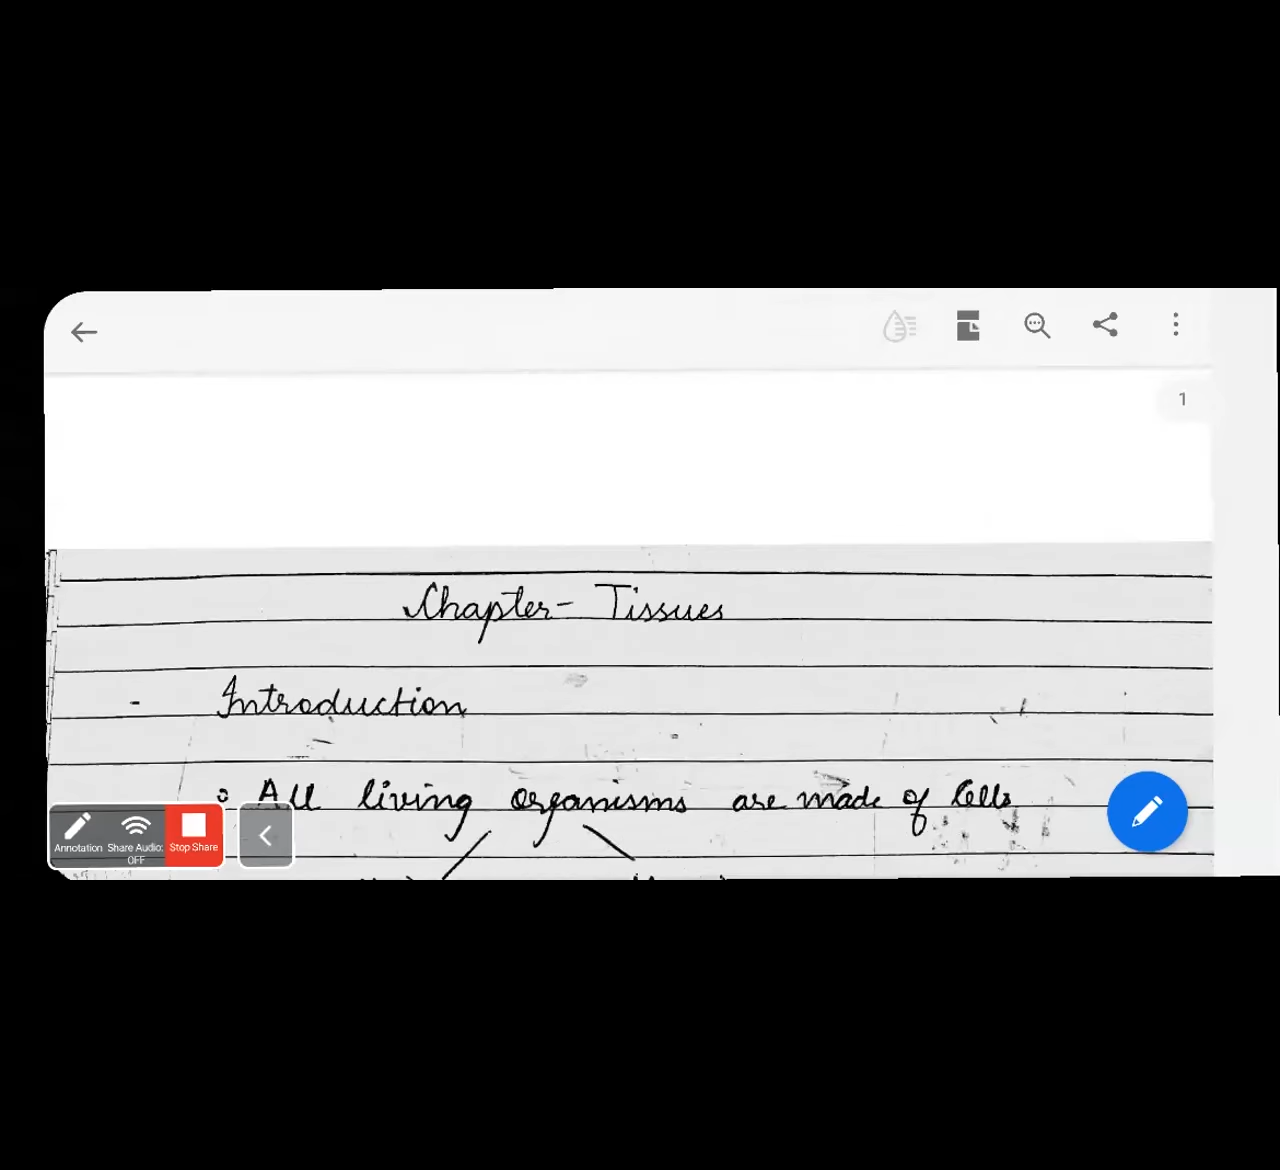 1
Chapter- Tissues
- Introduction
All living organisms are made of Cells
Annotation Share Audio: OFF Stop Share